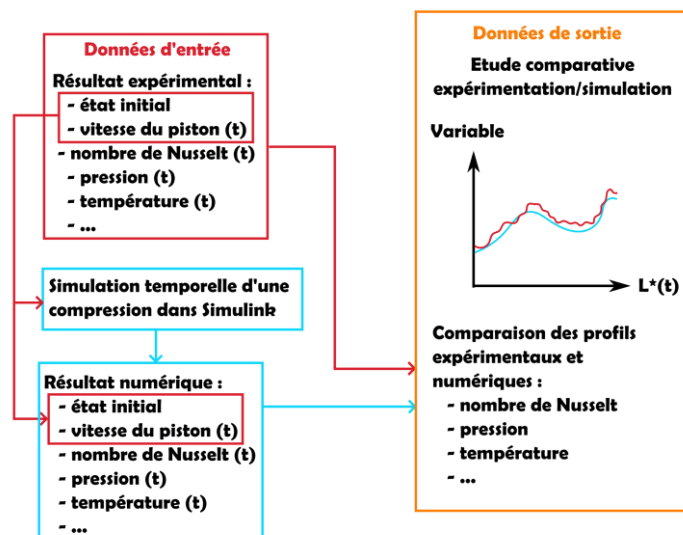 Données d'entrée
Résultat expérimental :
- état initial
- vitesse du piston (t)
- nombre de Nusselt (t)
- pression (t)
- température (t)
- ...
Simulation temporelle d'une
compression dans Simulink
Résultat numérique :
- état initial
- vitesse du piston (t)
- nombre de Nusselt (t)
- pression (t)
- température (t)
- ...
Données de sortie
Etude comparative
expérimentation/simulation
Variable
L*(t)
Comparaison des profils
expérimentaux et
numériques :
- nombre de Nusselt
- pression
- température
- ...